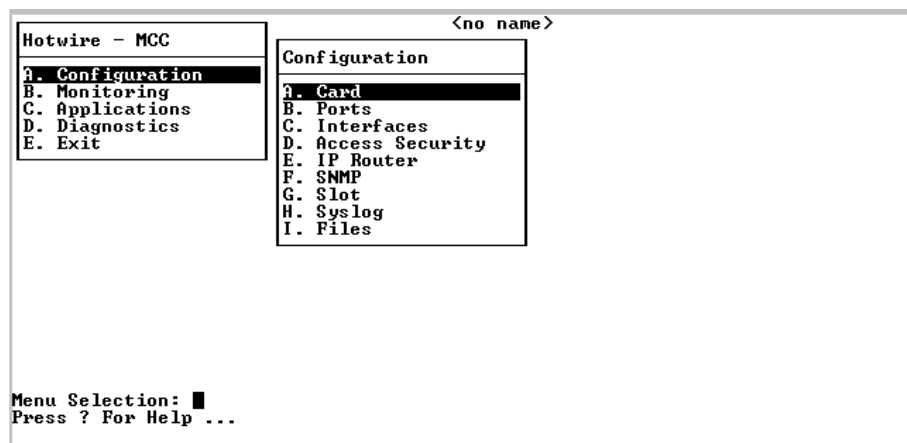 <no name>
Hotwire - MCC
A. Configuration
B. Monitoring
C. Applications
D. Diagnostics
E. Exit
Configuration
A. Card
B. Ports
C. Interfaces
D. Access Security
E. IP Router
F. SNMP
G. Slot
H. Syslog
I. Files
Menu Selection:
Press ? For Help ...